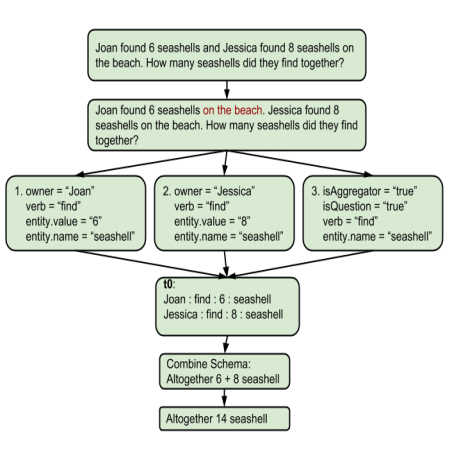 Joan found 6 seashells and Jessica found 8 seashells on
the beach. How many seashells did they find together?
Joan found 6 seashells on the beach. Jessica found 8
seashells on the beach. How many seashells did they find
together?
1. owner = “Joan”
verb = “find”
entity.value = “6”
entity.name = “seashell”
2. owner = “Jessica”
verb = “find”
entity.value = “8”
entity.name = “seashell”
3. isAggregator = “true”
isQuestion = “true”
verb = “find”
entity.name = “seashell”
t0:
Joan : find : 6 : seashell
Jessica : find : 8 : seashell
Combine Schema:
Altogether 6 + 8 seashell
Altogether 14 seashell